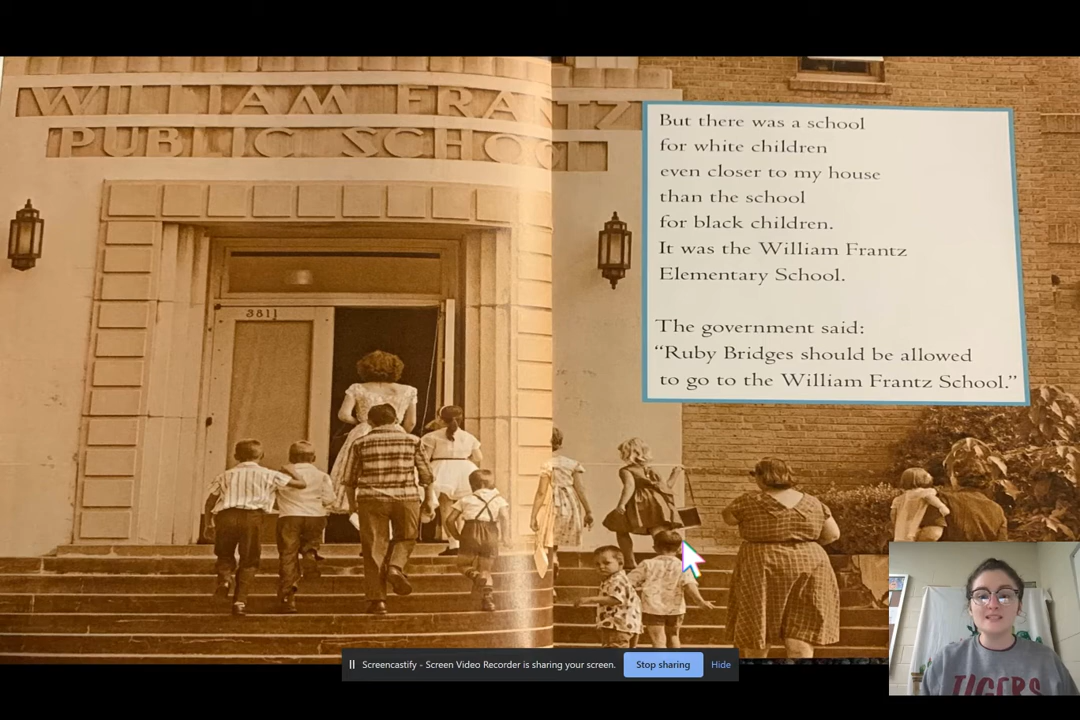 WILLIAM FRANTZ
PUBLIC SCHOOL
3811
But there was a school
for white children
even closer to my house
than the school
for black children.
It was the William Frantz
Elementary School.
The government said:
“Ruby Bridges should be allowed
to go to the William Frantz School.”
Screencastify - Screen Video Recorder is sharing your screen.
Stop sharing
Hide
TIGERS